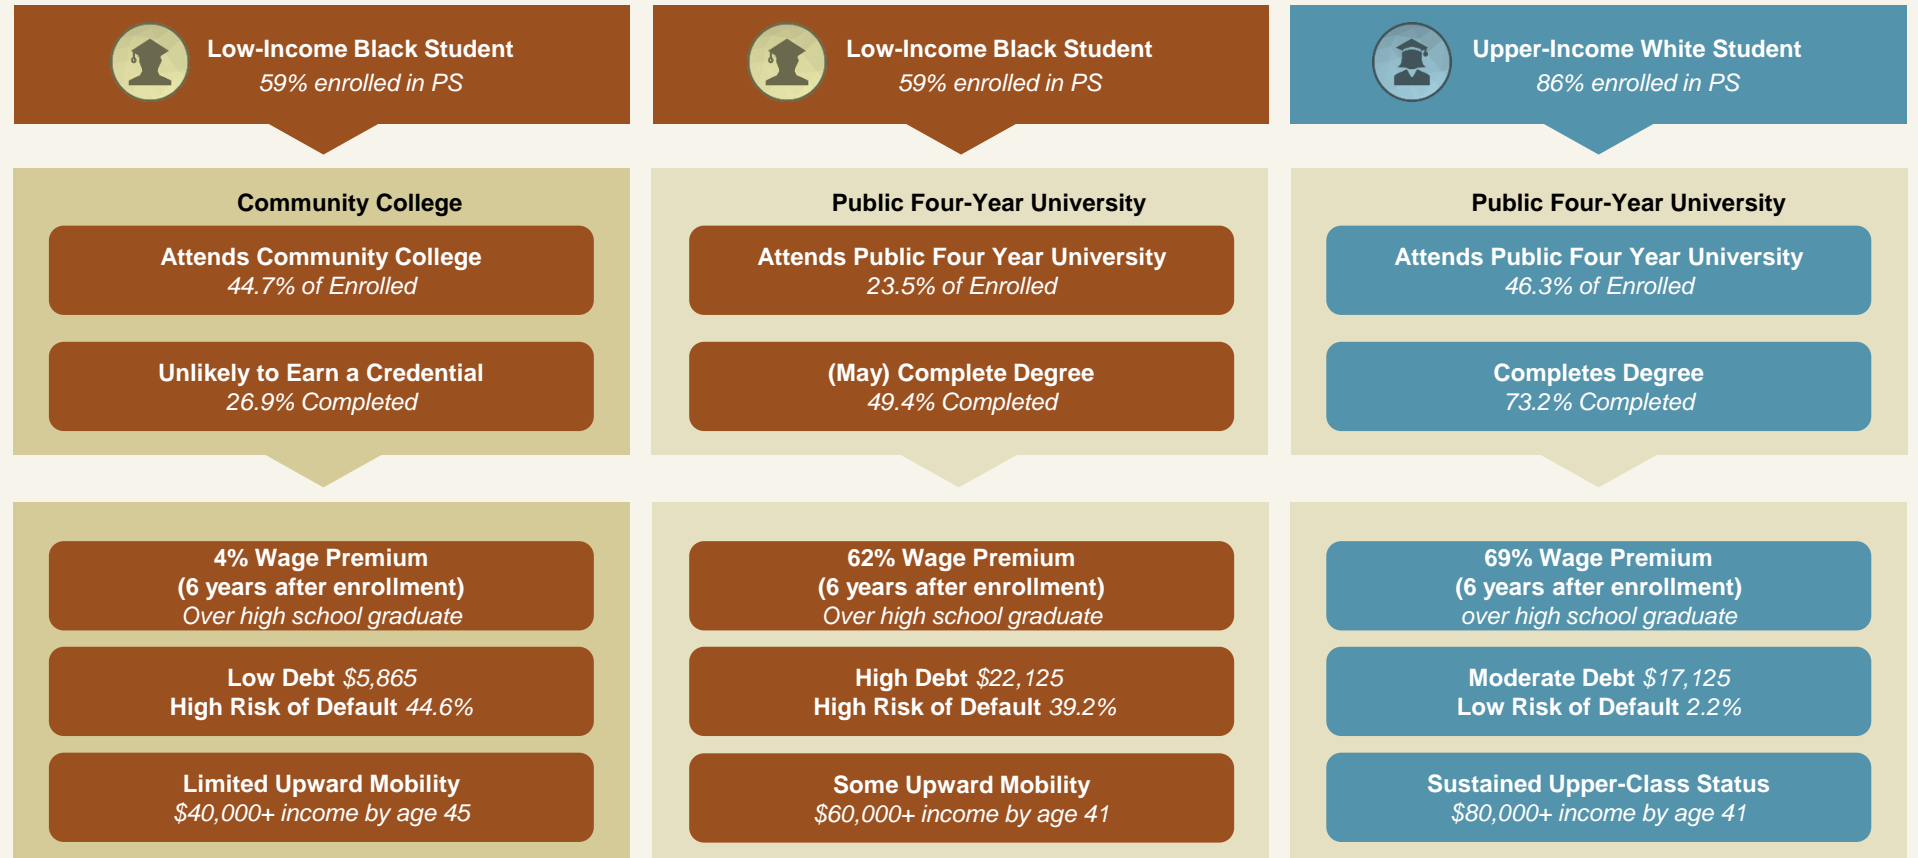 Low-Income Black Student
59% enrolled in PS
Community College
Attends Community College
44.7% of Enrolled
Unlikely to Earn a Credential
26.9% Completed
4% Wage Premium
(6 years after enrollment)
Over high school graduate
Low Debt $5,865
High Risk of Default 44.6%
Limited Upward Mobility
$40,000+ income by age 45
Low-Income Black Student
59% enrolled in PS
Public Four-Year University
Attends Public Four Year University
23.5% of Enrolled
(May) Complete Degree
49.4% Completed
62% Wage Premium
(6 years after enrollment)
Over high school graduate
High Debt $22,125
High Risk of Default 39.2%
Some Upward Mobility
$60,000+ income by age 41
Upper-Income White Student
86% enrolled in PS
Public Four-Year University
Attends Public Four Year University
46.3% of Enrolled
Completes Degree
73.2% Completed
69% Wage Premium
(6 years after enrollment)
over high school graduate
Moderate Debt $17,125
Low Risk of Default 2.2%
Sustained Upper-Class Status
$80,000+ income by age 41